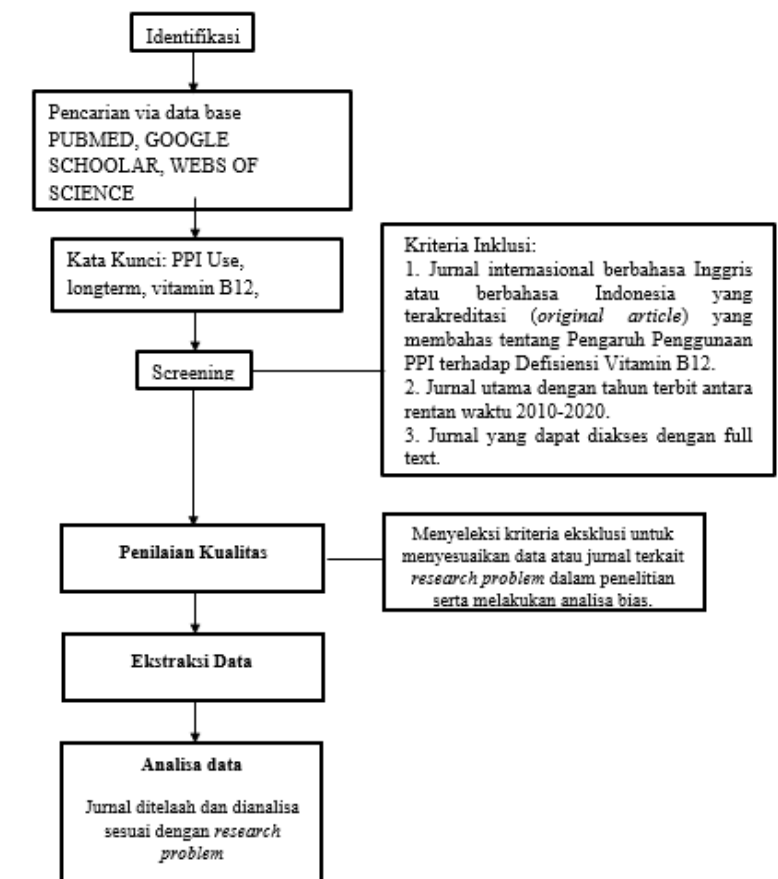 Identifikasi
Pencarian via data base
PUBMED, GOOGLE
SCHOOLAR, WEBS OF
SCIENCE
Kata Kunci: PPI Use,
longterm, vitamin B12,
Screening
Kriteria Inklusi:
1. Jurnal internasional berbahasa Inggris
atau berbahasa Indonesia yang
terakreditasi (original article) yang
membahas tentang Pengaruh Penggunaan
PPI terhadap Defisiensi Vitamin B12.
2. Jurnal utama dengan tahun terbit antara
rentan waktu 2010-2020.
3. Jurnal yang dapat diakses dengan full
text.
Penilaian Kualitas
Menyeleksi kriteria eksklusi untuk
menyesuaikan data atau jurnal terkait
research problem dalam penelitian
serta melakukan analisa bias.
Ekstraksi Data
Analisa data
Jurnal ditelaah dan dianalisa
sesuai dengan research
problem